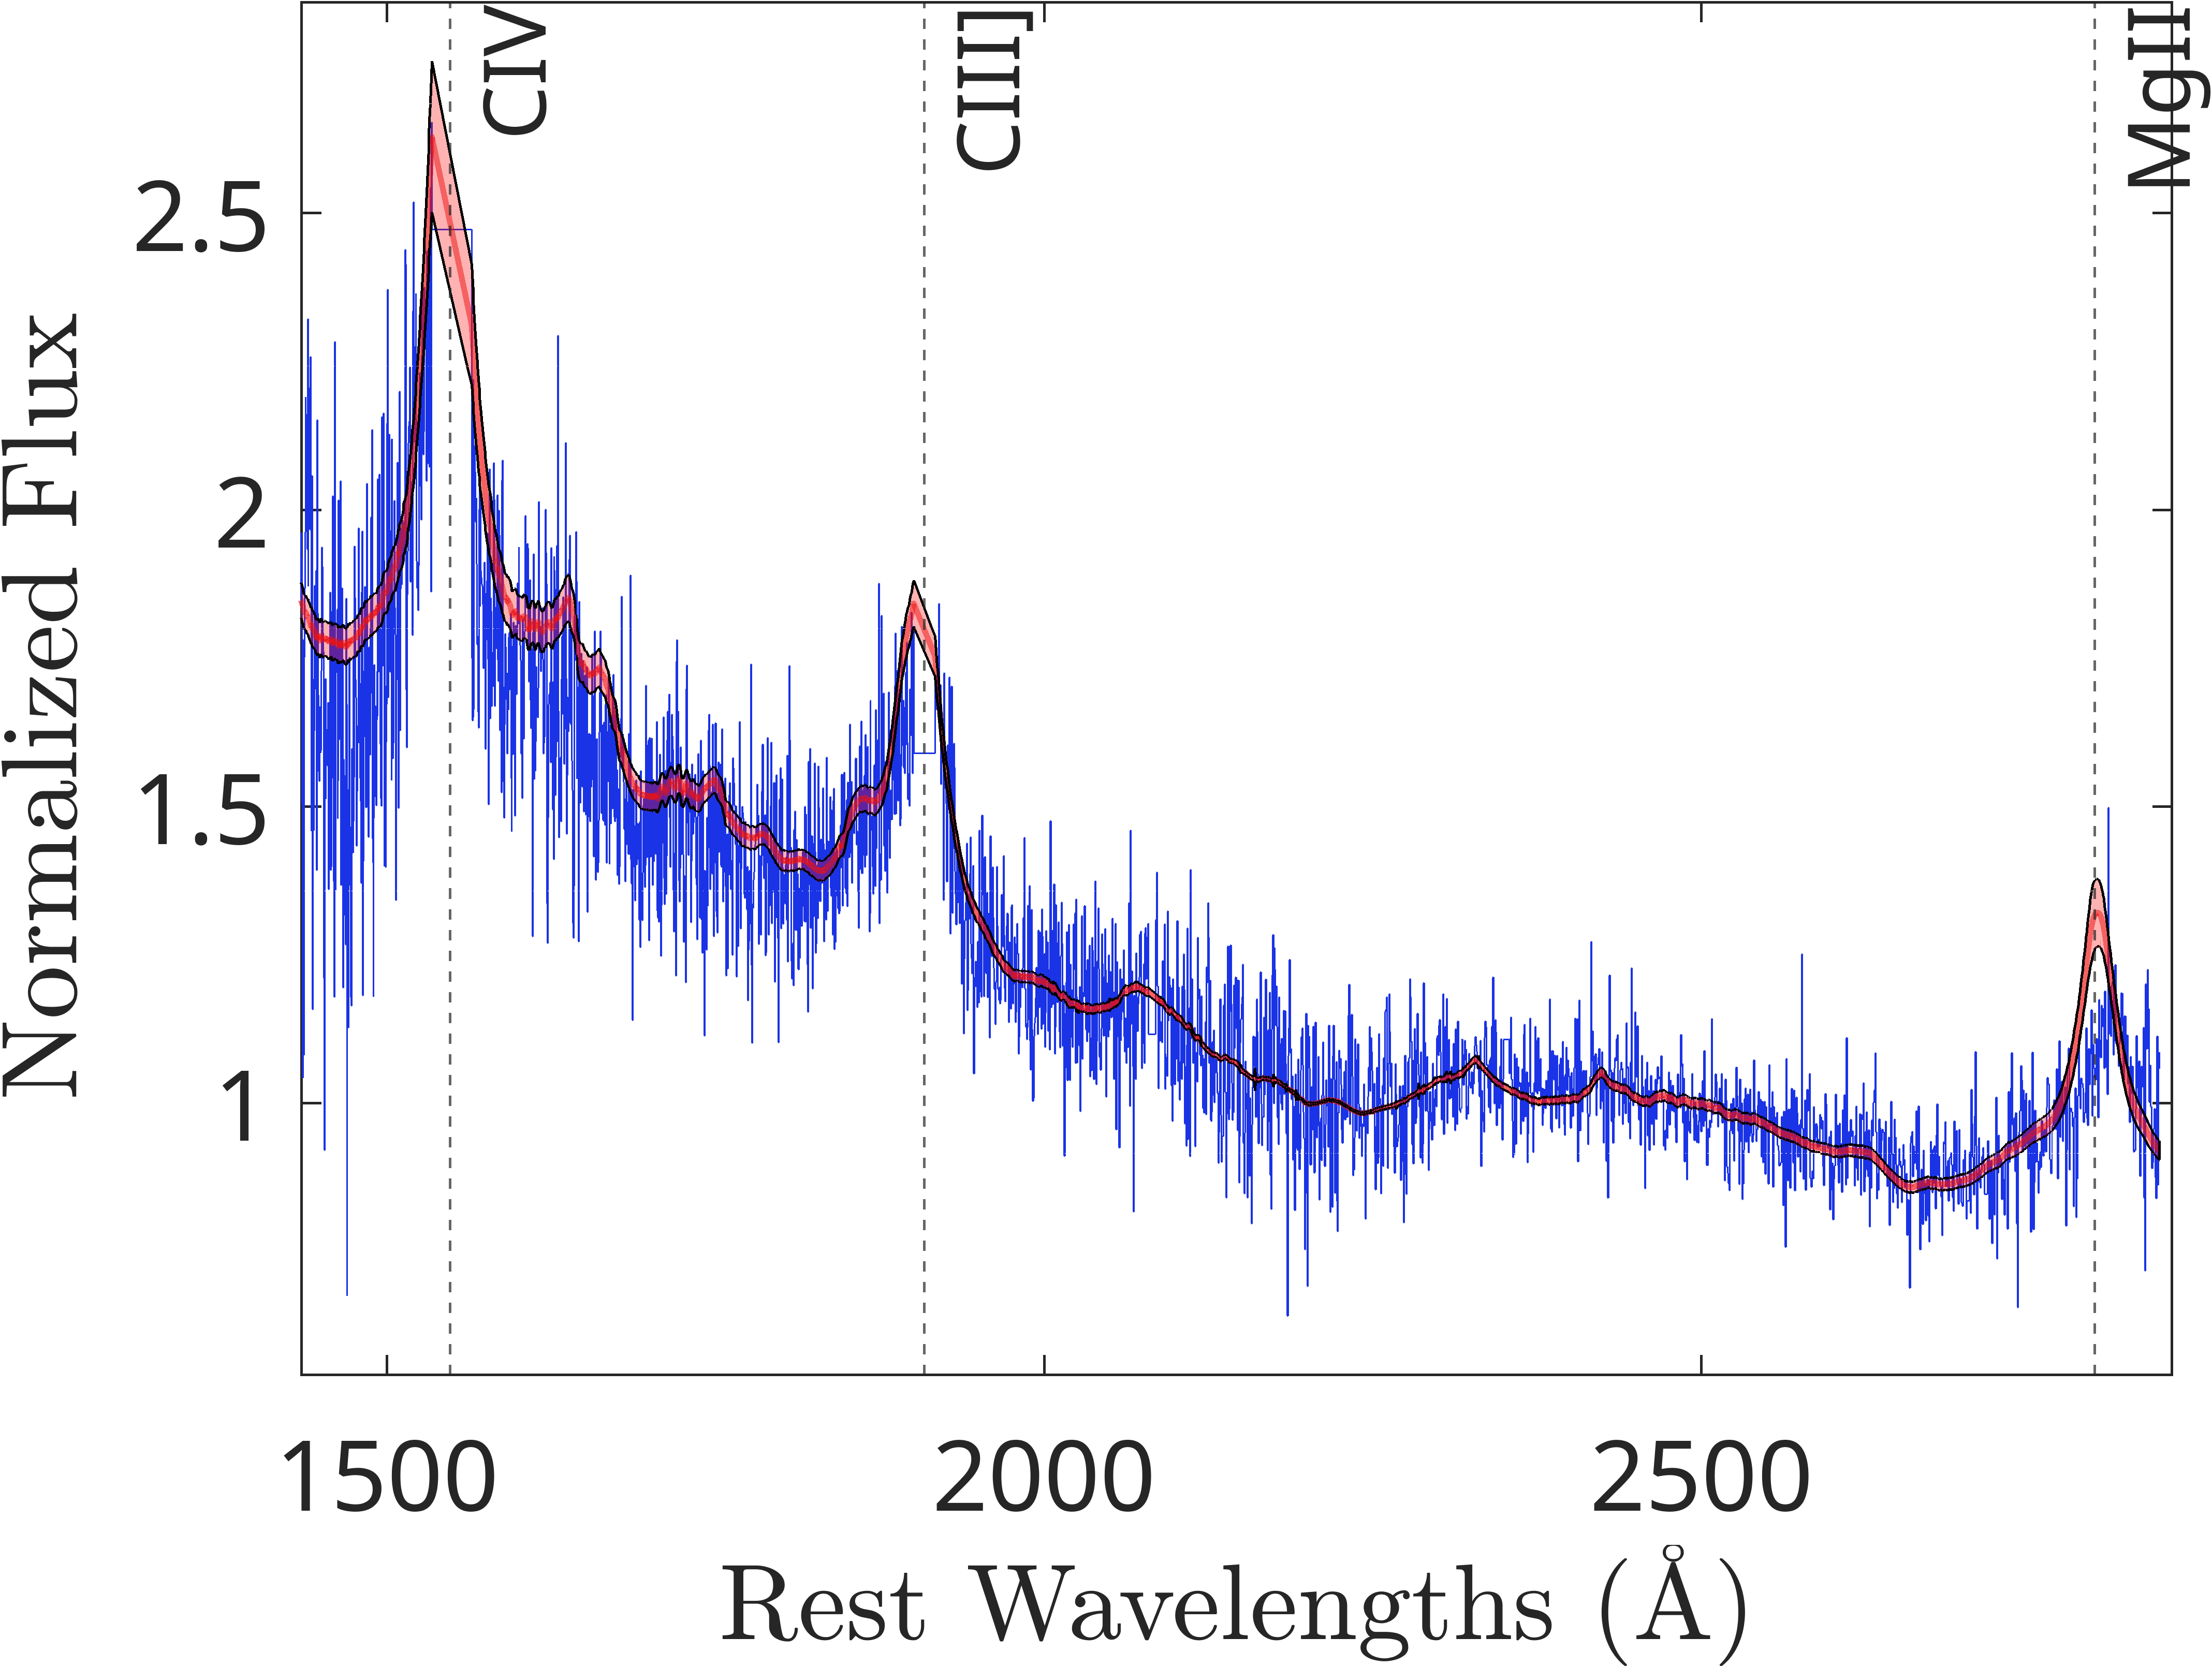 CIV
CIII]
MgII
2.5
2
1.5
1
Normalized Flux
1500
2000
2500
Rest Wavelengths (Å)